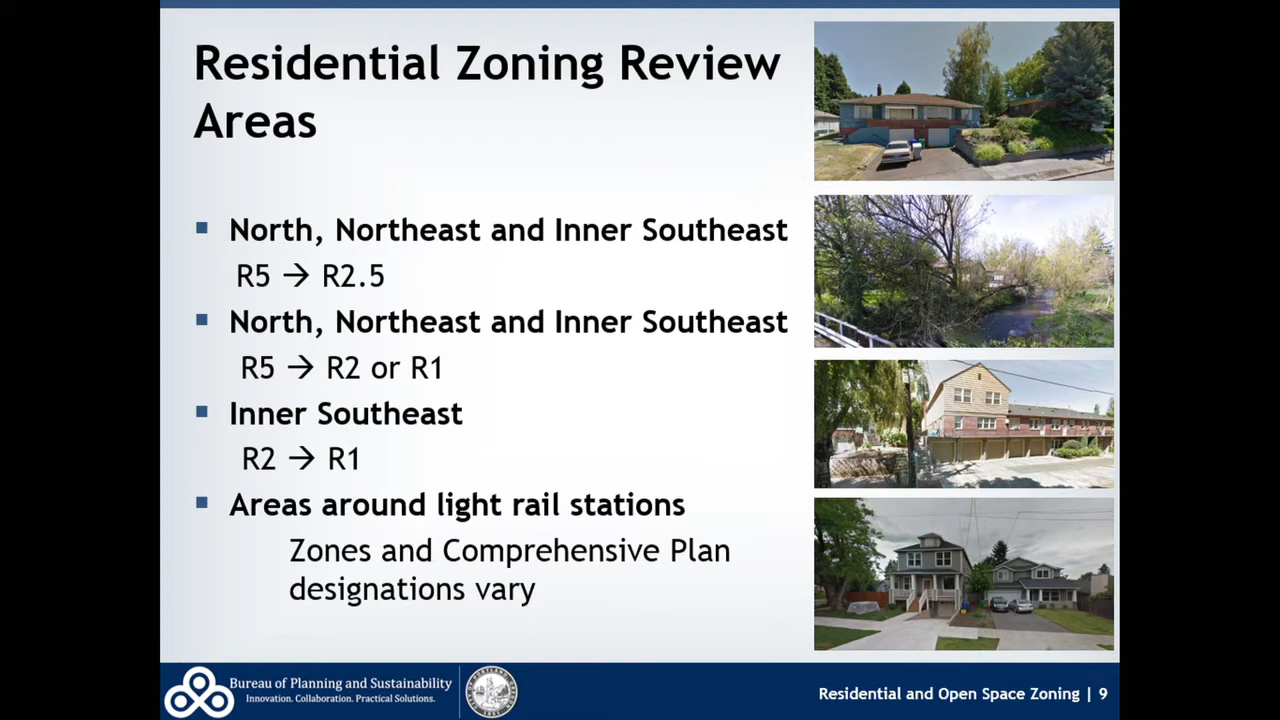 Residential Zoning Review
Areas
▪ North, Northeast and Inner Southeast
R5 → R2.5
▪ North, Northeast and Inner Southeast
R5 → R2 or R1
▪ Inner Southeast
R2 → R1
▪ Areas around light rail stations
Zones and Comprehensive Plan
designations vary
Bureau of Planning and Sustainability
Innovation. Collaboration. Practical Solutions.
Residential and Open Space Zoning | 9